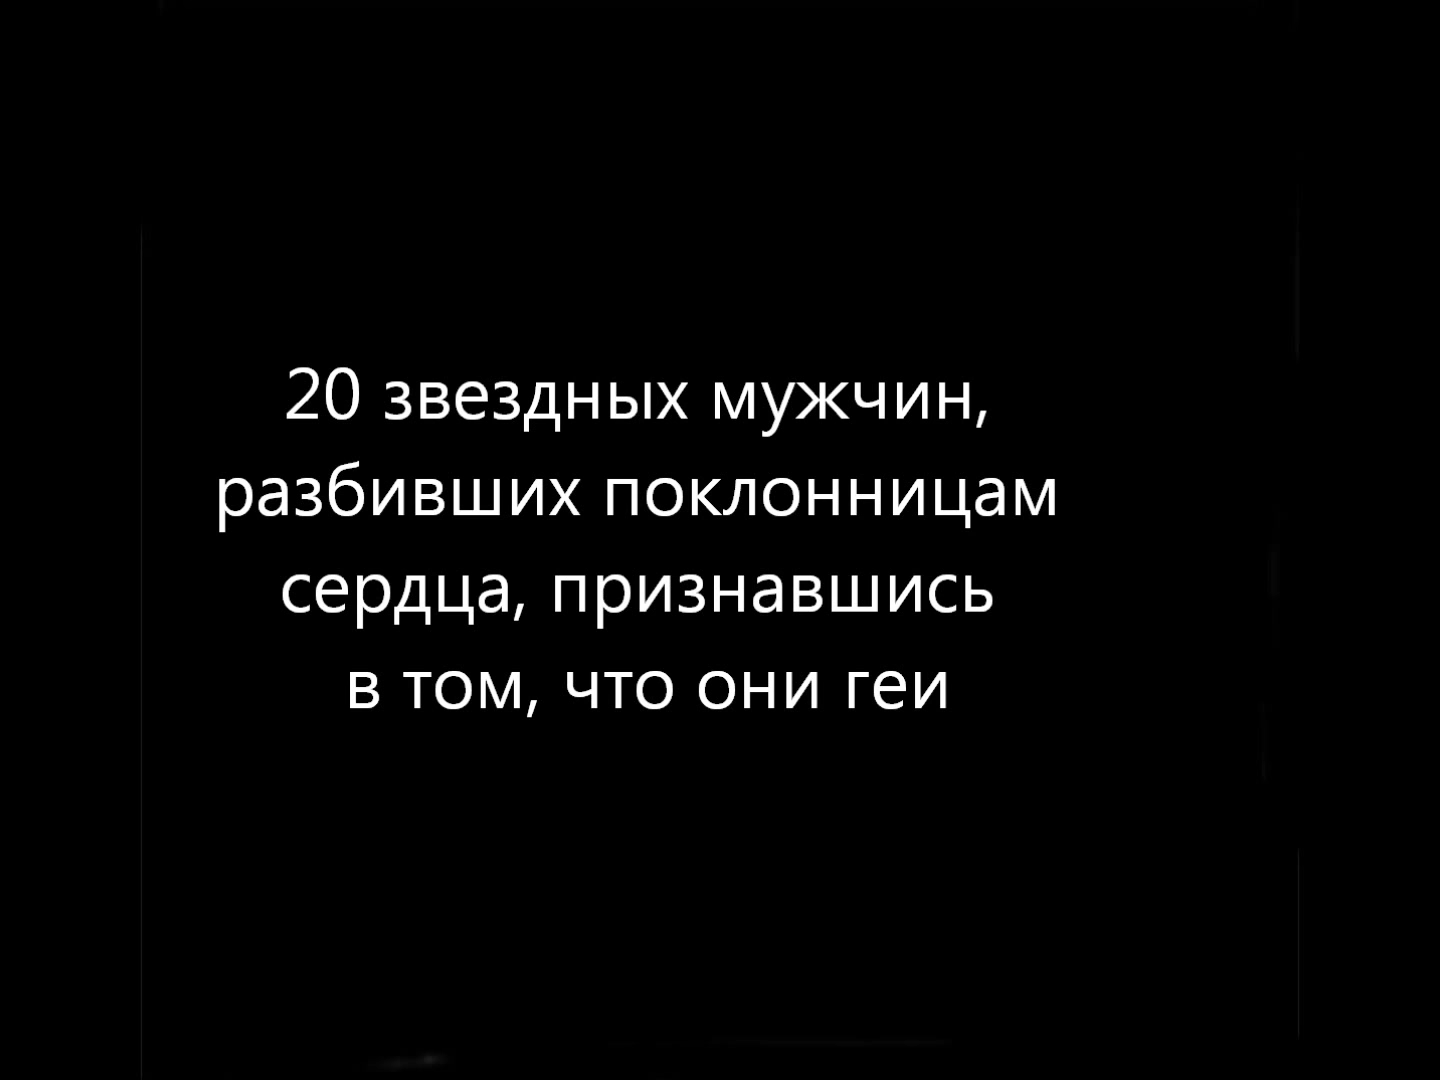 20 звездных мужчин,
разбивших поклонницам
сердца, признавшись
в том, что они геи